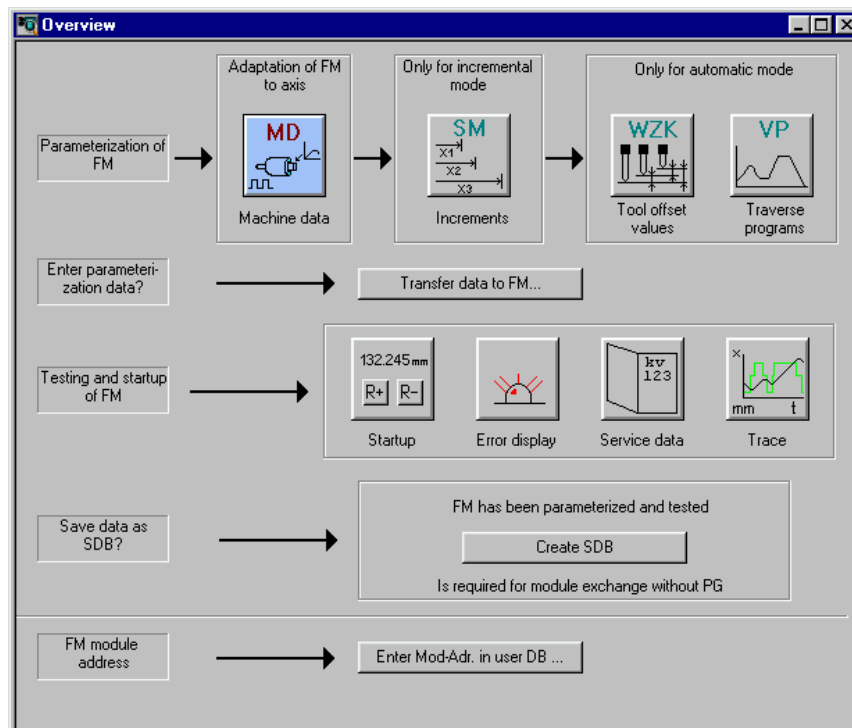 Overview
Adaptation of FM
to axis
Only for incremental
mode
Only for automatic mode
Parameterization of
FM
MD
SM
X1
X2
X3
WZK
VP
Machine data
Increments
Tool offset
values
Traverse
programs
Enter parameteri-
zation data?
Transfer data to FM...
Testing and startup
of FM
132.245mm
R+ R-
kv
123
x
mm t
Startup
Error display
Service data
Trace
Save data as
SDB?
FM has been parameterized and tested
Create SDB
Is required for module exchange without PG
FM module
address
Enter Mod-Adr. in user DB ...